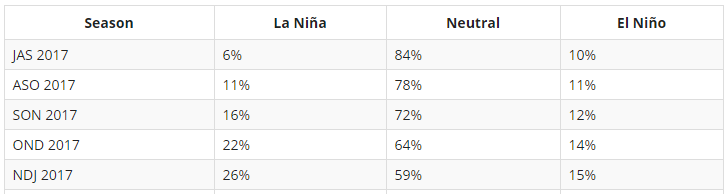 Season La Niña Neutral El Niño
JAS 2017 6% 84% 10%
ASO 2017 11% 78% 11%
SON 2017 16% 72% 12%
OND 2017 22% 64% 14%
NDJ 2017 26% 59% 15%